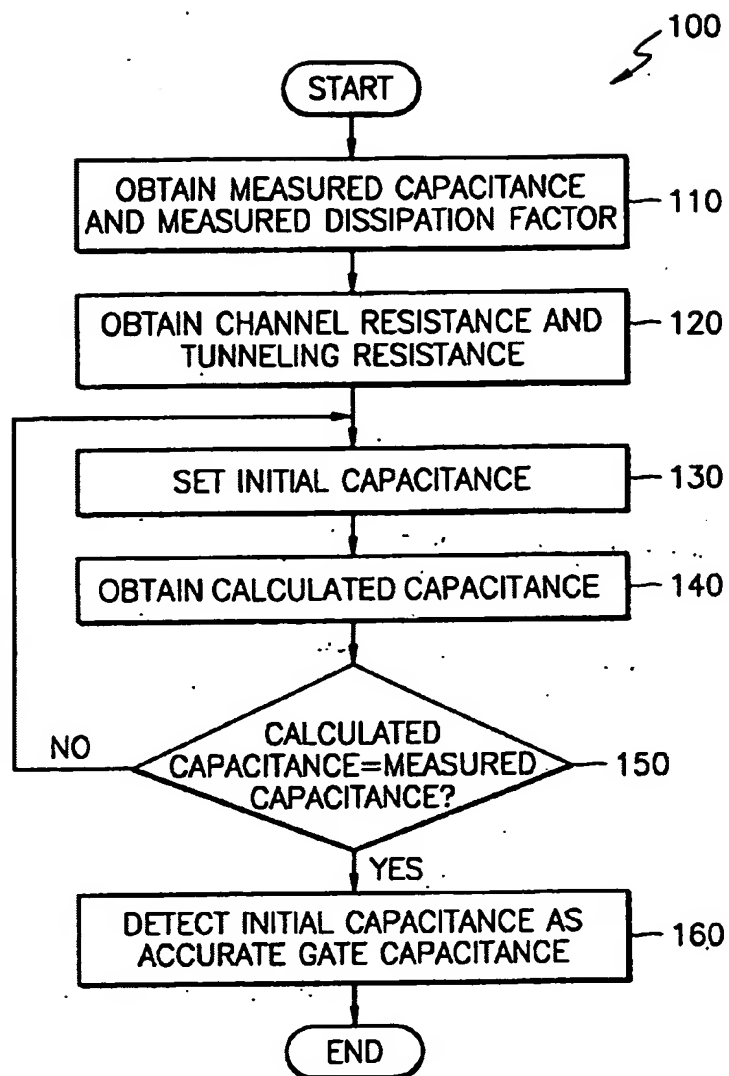 100
START
OBTAIN MEASURED CAPACITANCE
AND MEASURED DISSIPATION FACTOR
110
OBTAIN CHANNEL RESISTANCE AND
TUNNELING RESISTANCE
120
SET INITIAL CAPACITANCE
130
OBTAIN CALCULATED CAPACITANCE
140
CALCULATED
CAPACITANCE=MEASURED
CAPACITANCE?
150
NO
YES
DETECT INITIAL CAPACITANCE AS
ACCURATE GATE CAPACITANCE
160
END